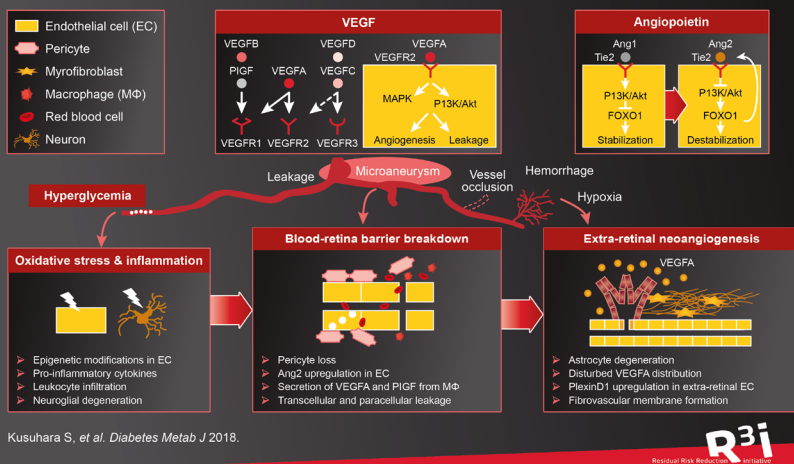 Endothelial cell (EC)
Pericyte
Myrofibroblast
Macrophage (MΦ)
Red blood cell
Neuron
VEGF
VEGFB
PIGF
VEGFA
VEGFD
VEGFC
VEGFR1
VEGFR2
VEGFR3
VEGFA
VEGFR2
MAPK
P13K/Akt
Angiogenesis
Leakage
Angiopoietin
Ang1
Tie2
P13K/Akt
FOXO1
Stabilization
Ang2
Tie2
P13K/Akt
FOXO1
Destabilization
Hyperglycemia
Leakage
Microaneurysm
Vessel
occlusion
Hemorrhage
Hypoxia
Oxidative stress & inflammation
Epigenetic modifications in EC
Pro-inflammatory cytokines
Leukocyte infiltration
Neuroglial degeneration
Blood-retina barrier breakdown
Pericyte loss
Ang2 upregulation in EC
Secretion of VEGFA and PIGF from MΦ
Transcellular and paracellular leakage
Extra-retinal neoangiogenesis
VEGFA
Astrocyte degeneration
Disturbed VEGFA distribution
PlexinD1 upregulation in extra-retinal EC
Fibrovascular membrane formation
Kusuhara S, et al. Diabetes Metab J 2018.
R3i
Residual Risk Reduction initiative